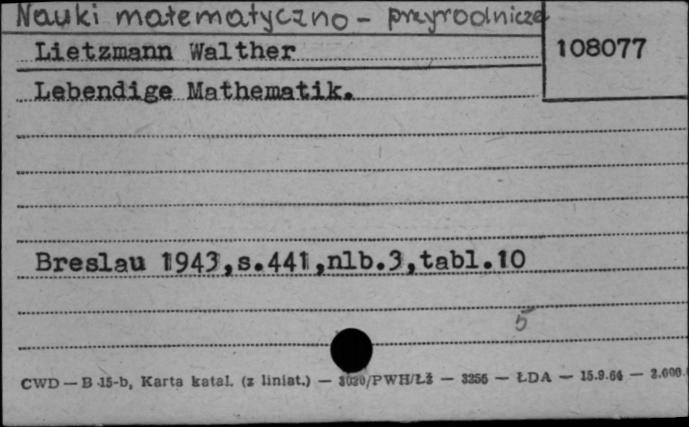 Nauki matematyczno - przyrodnicze
Lietzmann Walther
108077
Lebendige Mathematik.
Breslau 1943,s.441,nlb.3,tabl.10
5
CWD — B 15-b, Karta katal. (z liniat.) — 3020/PWH/Łż — 3256 — ŁDA — 15.9.64 — 2.000.